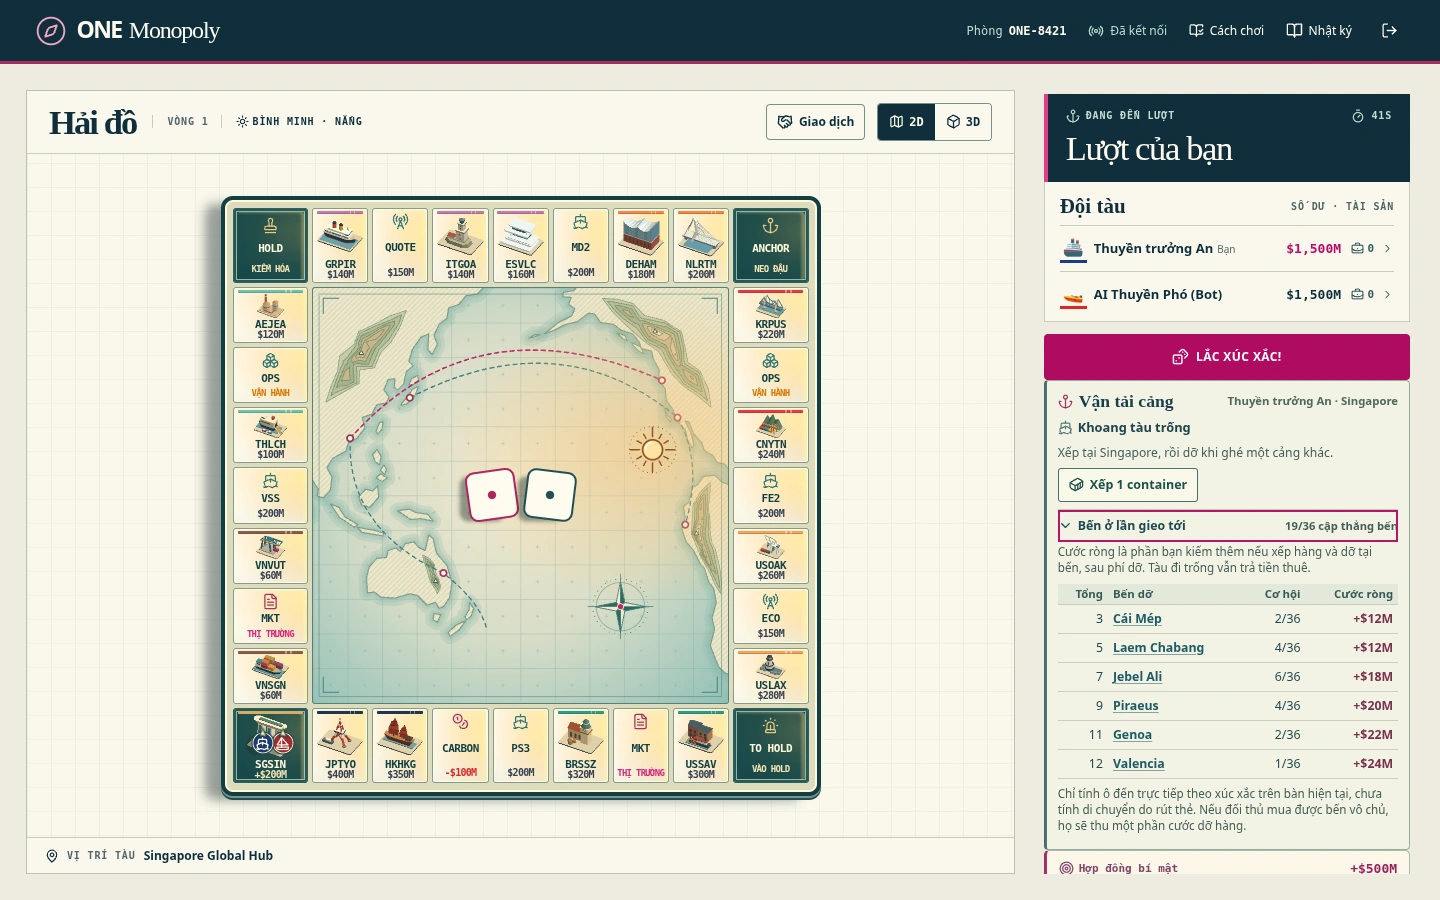 ONE Monopoly
Phòng ONE-8421
Đã kết nối
Cách chơi
Nhật ký
Hải đồ
VÒNG 1
BÌNH MINH · NẮNG
Giao dịch
2D
3D
HOLD
KIỂM HÓA
GRPIR
$140M
QUOTE
$150M
ITGOA
$140M
ESVLC
$160M
MD2
$200M
DEHAM
$180M
NLRTM
$200M
ANCHOR
NEO ĐẬU
AEJEA
$120M
KRPUS
$220M
OPS
VẬN HÀNH
OPS
VẬN HÀNH
THLCH
$100M
CNYTN
$240M
VSS
$200M
FE2
$200M
VNVUT
$60M
USOAK
$260M
MKT
THỊ TRƯỜNG
ECO
$150M
VNSGN
$60M
USLAX
$280M
SGSIN
+$200M
JPTYO
$400M
HKHKG
$350M
CARBON
-$100M
PS3
$200M
BRSSZ
$320M
MKT
THỊ TRƯỜNG
USSAV
$300M
TO HOLD
VÀO HOLD
VỊ TRÍ TÀU Singapore Global Hub
ĐANG ĐẾN LƯỢT
41S
Lượt của bạn
Đội tàu
SỐ DƯ · TÀI SẢN
Thuyền trưởng An Bạn $1,500M 0
AI Thuyền Phó (Bot) $1,500M 0
LẮC XÚC XẮC!
Vận tải cảng
Thuyền trưởng An · Singapore
Khoang tàu trống
Xếp tại Singapore, rồi dỡ khi ghé một cảng khác.
Xếp 1 container
Bến ở lần gieo tới 19/36 cặp thẳng bến
Cước ròng là phần bạn kiếm thêm nếu xếp hàng và dỡ tại
bến, sau phí dỡ. Tàu đi trống vẫn trả tiền thuê.
Tổng Bến dỡ Cơ hội Cước ròng
3 Cái Mép 2/36 +$12M
5 Laem Chabang 4/36 +$12M
7 Jebel Ali 6/36 +$18M
9 Piraeus 4/36 +$20M
11 Genoa 2/36 +$22M
12 Valencia 1/36 +$24M
Chỉ tính ô đến trực tiếp theo xúc xắc trên bàn hiện tại, chưa
tính di chuyển do rút thẻ. Nếu đối thủ mua được bến vô chủ,
họ sẽ thu một phần cước dỡ hàng.
Hợp đồng bí mật +$500M